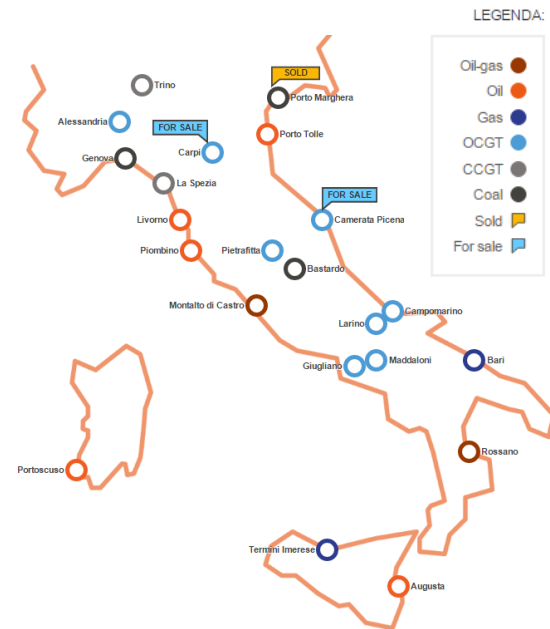 LEGENDA:
Oil-gas
Oil
Gas
OCGT
CCGT
Coal
Sold
For sale
SOLD
Trino
Porto Marghera
Alessandria
FOR SALE
Porto Tolle
Carpi
Genova
La Spezia
FOR SALE
Livorno
Camerata Picena
Piombino
Pietrafitta
Bastardo
Montalto di Castro
Campomarino
Larino
Giugliano
Maddaloni
Bari
Rossano
Portoscuso
Termini Imerese
Augusta